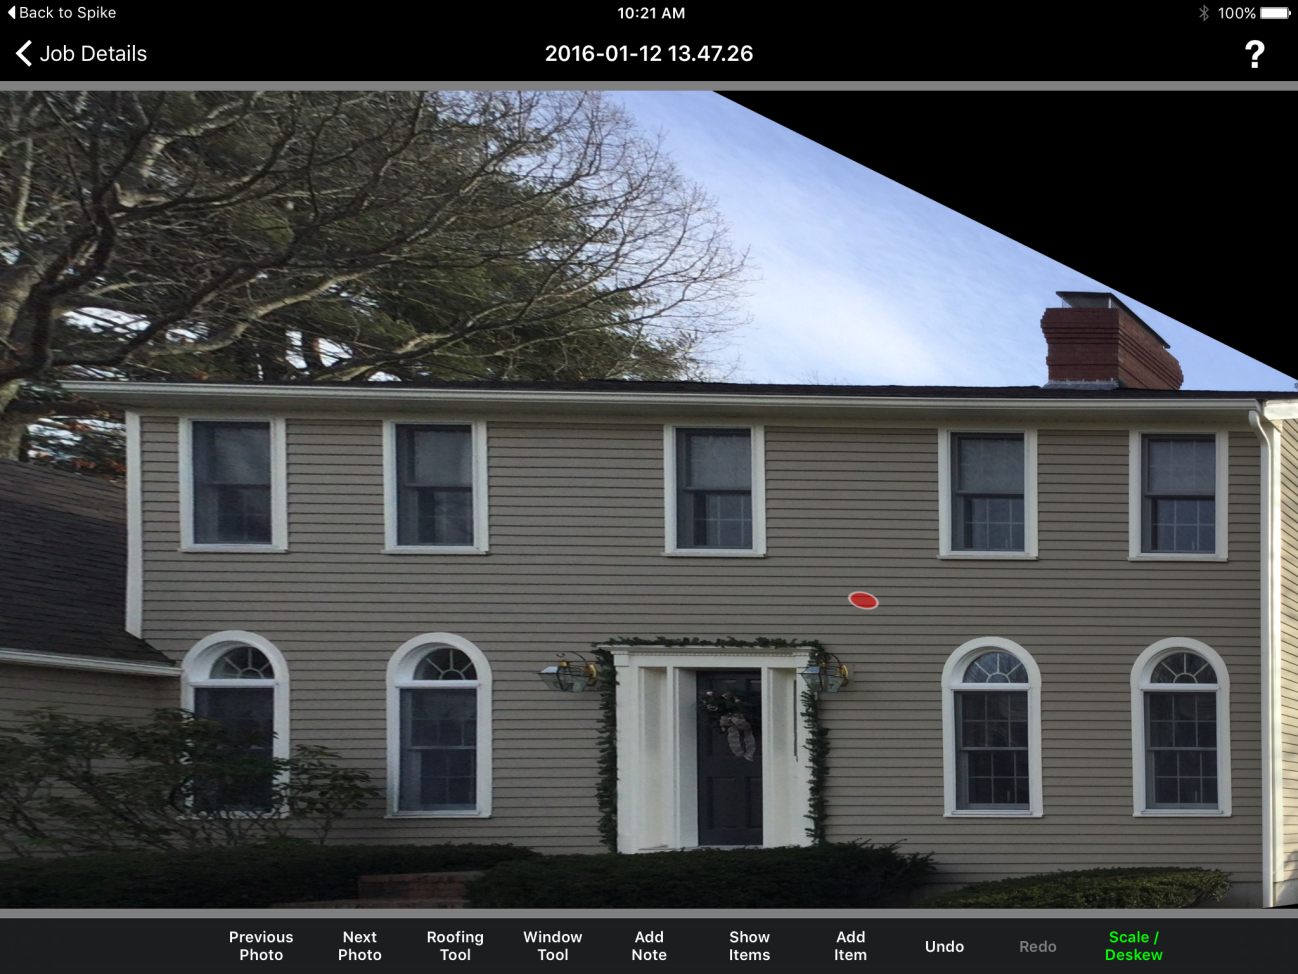 Back to Spike
10:21 AM
100%
Job Details
2016-01-12 13.47.26
?
Previous
Photo
Next
Photo
Roofing
Tool
Window
Tool
Add
Note
Show
Items
Add
Item
Undo
Redo
Scale /
Deskew